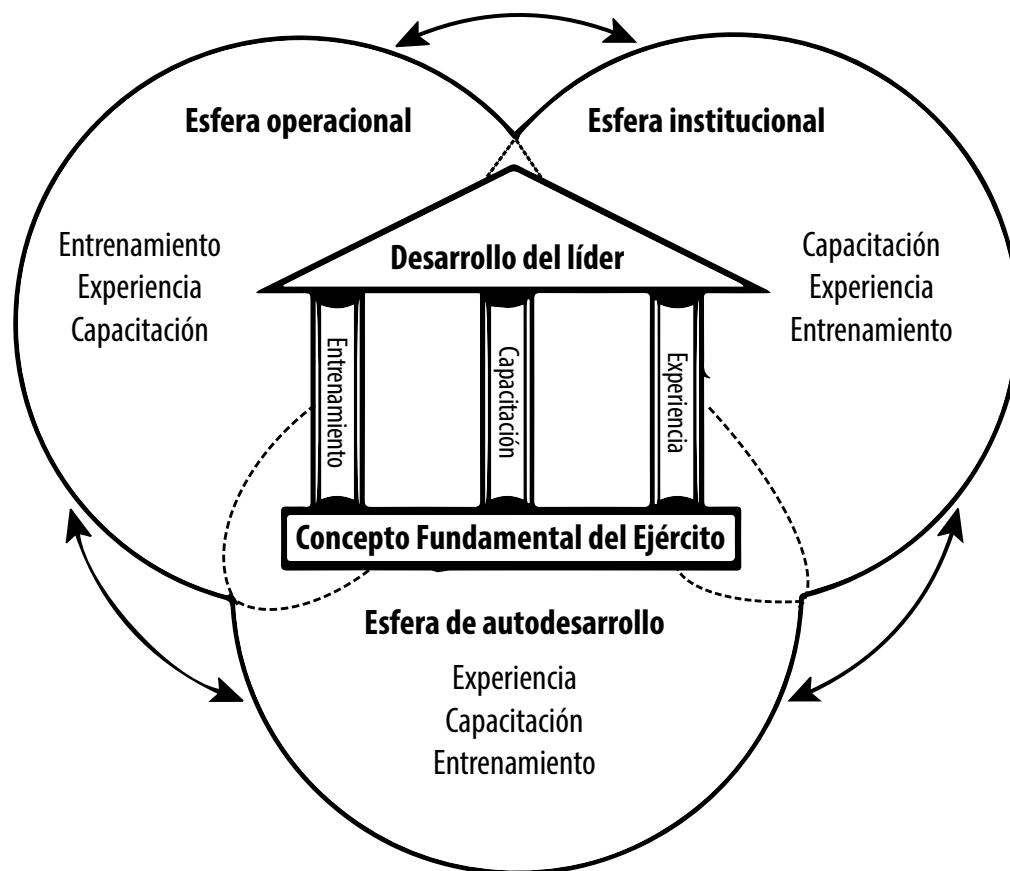 Esfera operacional
Esfera institucional
Entrenamiento
Experiencia
Capacitación
Capacitación
Experiencia
Entrenamiento
Desarrollo del líder
Entrenamiento
Capacitación
Experiencia
Concepto Fundamental del Ejército
Esfera de autodesarrollo
Experiencia
Capacitación
Entrenamiento